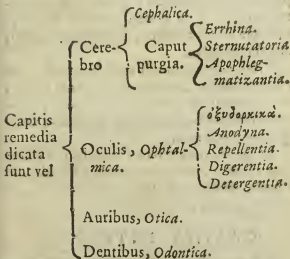 Cephalica.
Cere-
bro
Caput
purgia.
Errhina.
Sternutatoria
Apophleg-
matizantia.
Capitis
remedia
dicata
sunt vel
Oculis, Ophtal-
mica.
ὀξυδορκικὰ.
Anodyna.
Repellentia.
Digerentia.
Detergentia.
Auribus, Otica.
Dentibus, Odontica.